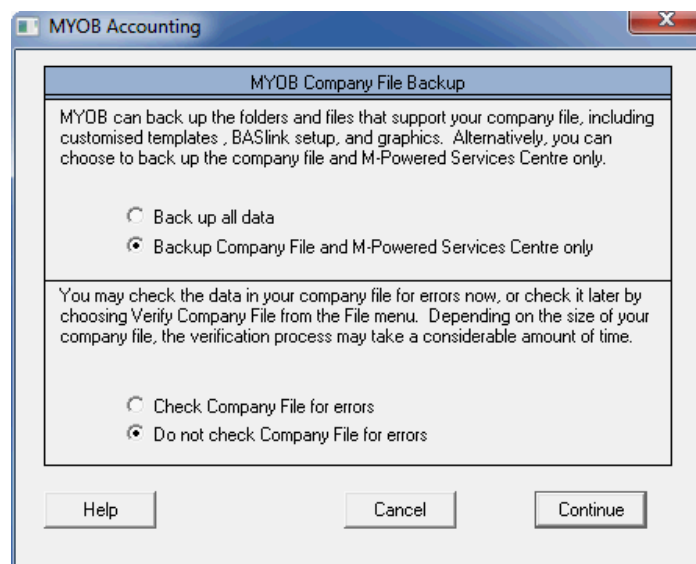 MYOB Accounting
MYOB Company File Backup
MYOB can back up the folders and files that support your company file, including
customised templates , BASlink setup, and graphics. Alternatively, you can
choose to back up the company file and M-Powered Services Centre only.
Back up all data
Backup Company File and M-Powered Services Centre only
You may check the data in your company file for errors now, or check it later by
choosing Verify Company File from the File menu. Depending on the size of your
company file, the verification process may take a considerable amount of time.
Check Company File for errors
Do not check Company File for errors
Help Cancel Continue